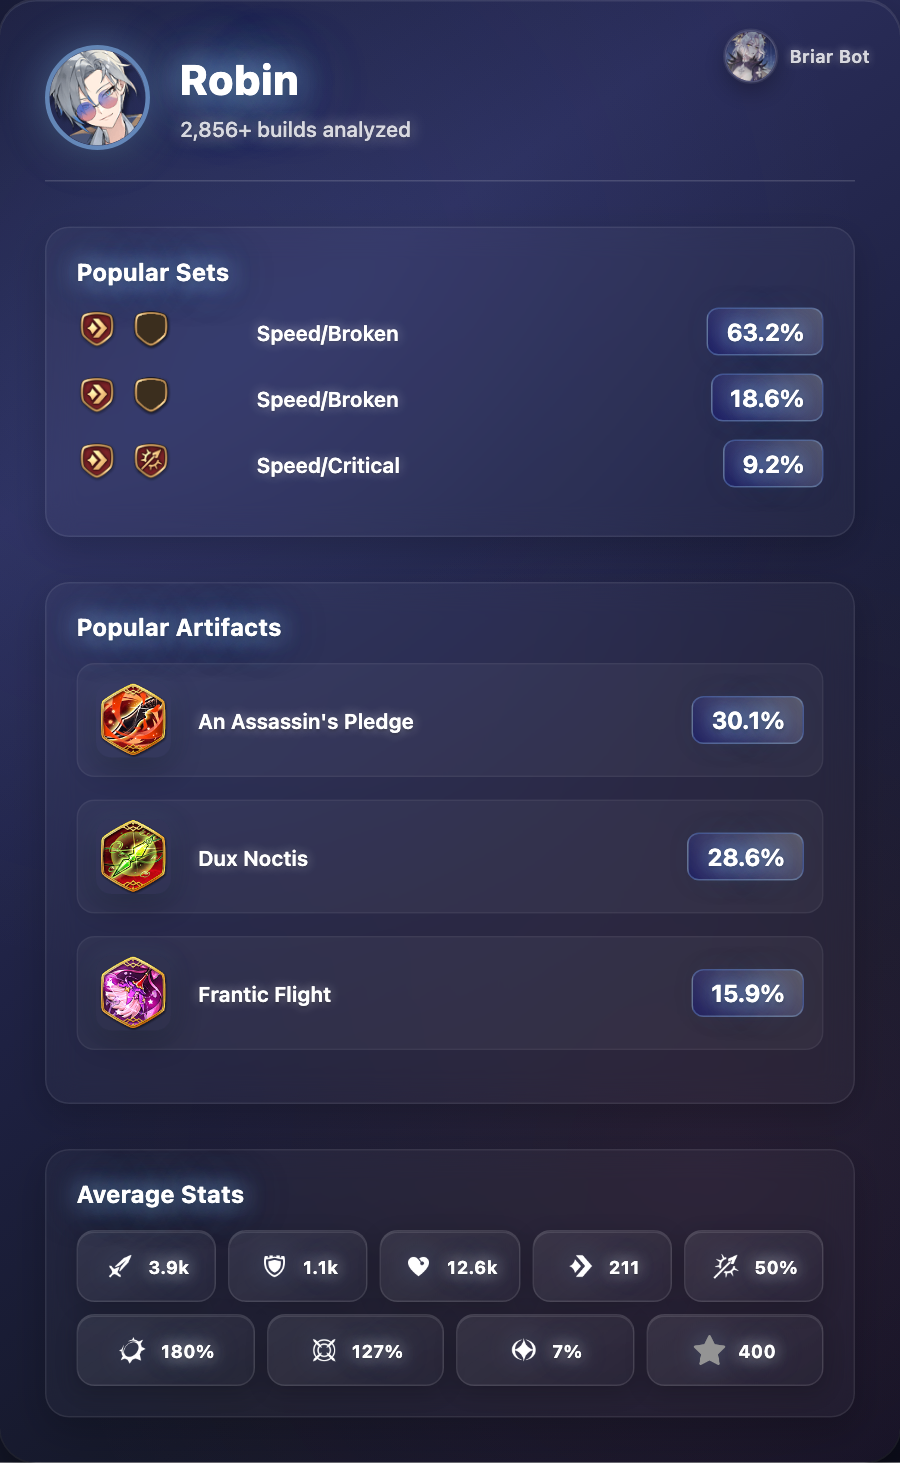 Robin
2,856+ builds analyzed
Briar Bot
Popular Sets
Speed/Broken 63.2%
Speed/Broken 18.6%
Speed/Critical 9.2%
Popular Artifacts
An Assassin's Pledge 30.1%
Dux Noctis 28.6%
Frantic Flight 15.9%
Average Stats
3.9k 1.1k 12.6k 211 50%
180% 127% 7% 400